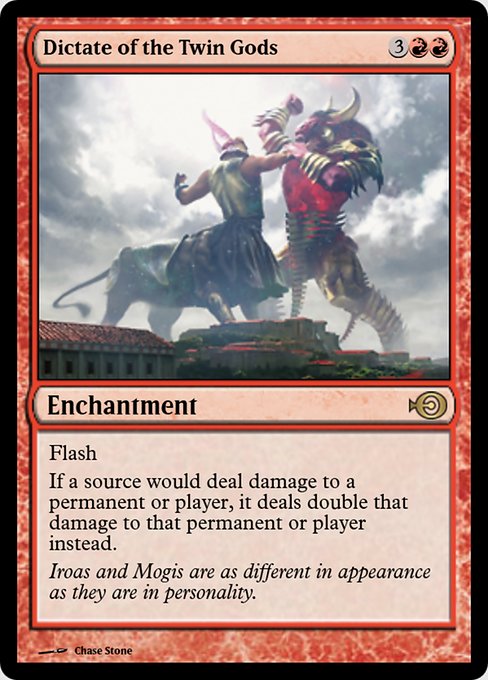 Dictate of the Twin Gods 3
Enchantment
Flash
If a source would deal damage to a
permanent or player, it deals double that
damage to that permanent or player
instead.
Iroas and Mogis are as different in appearance
as they are in personality.
Chase Stone